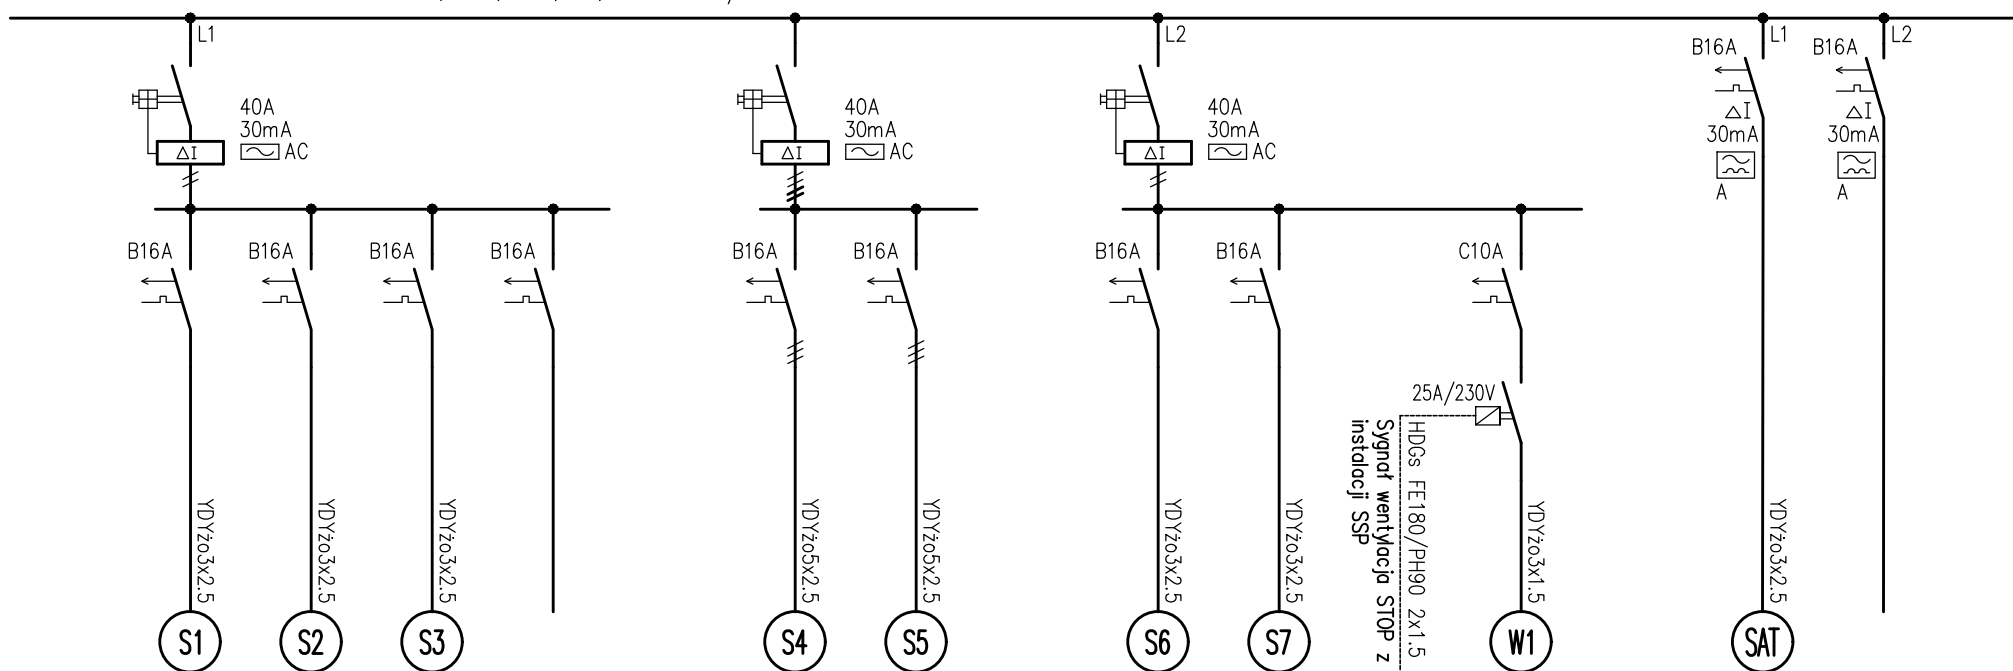 L1
L2
L1
L2
B16A
B16A
40A
30mA
AC
ΔI
40A
30mA
AC
ΔI
40A
30mA
AC
ΔI
ΔI
30mA
A
ΔI
30mA
A
B16A
B16A
B16A
B16A
B16A
B16A
B16A
B16A
C10A
25A/230V
HDGs FE180/PH90 2x1.5
Sygnał wentylacja STOP z
instalacji SSP
YDYżo3x2.5
YDYżo3x2.5
YDYżo3x2.5
YDYżo5x2.5
YDYżo5x2.5
YDYżo3x2.5
YDYżo3x2.5
YDYżo3x1.5
YDYżo3x2.5
S1
S2
S3
S4
S5
S6
S7
W1
SAT